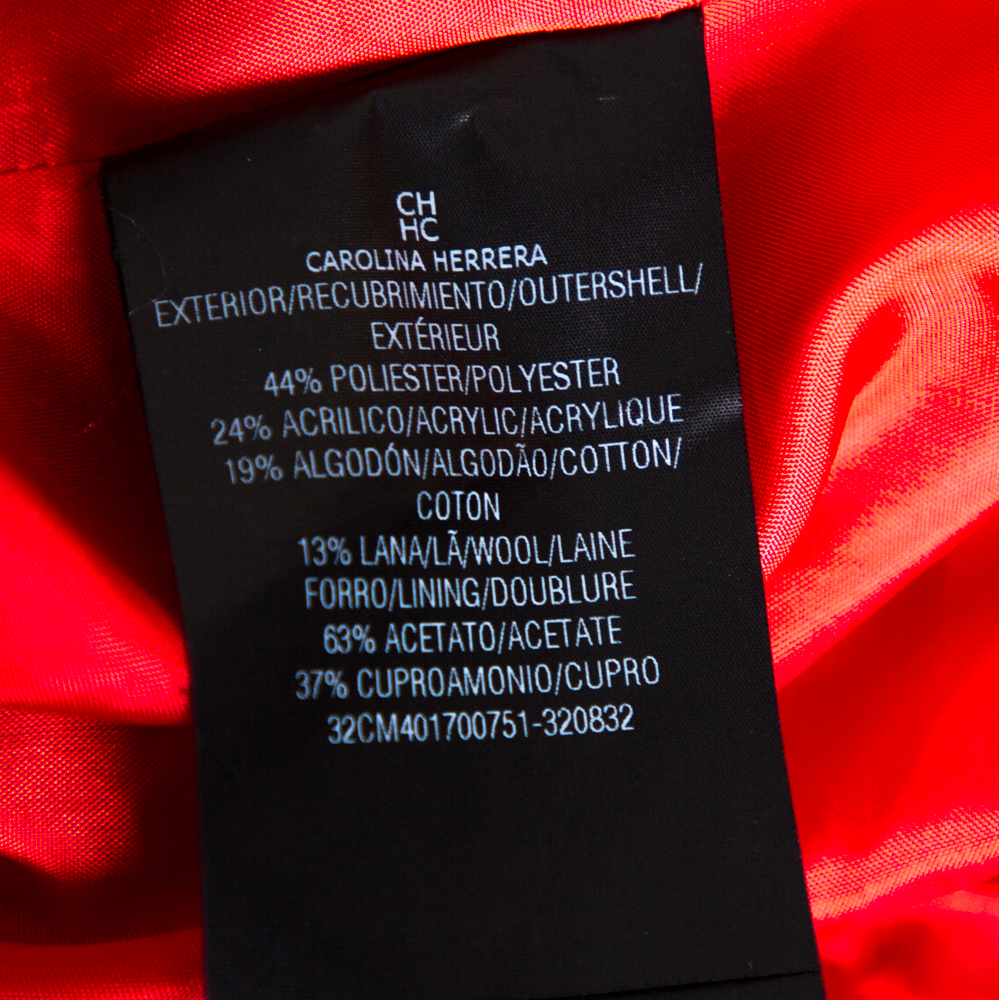 CH
HC
CAROLINA HERRERA
EXTERIOR/RECUBRIMIENTO/OUTERSHELL/
EXTÉRIEUR
44% POLIESTER/POLYESTER
24% ACRILICO/ACRYLIC/ACRYLIQUE
19% ALGODÓN/ALGODÃO/COTTON/
COTON
13% LANA/LÃ/WOOL/LAINE
FORRO/LINING/DOUBLURE
63% ACETATO/ACETATE
37% CUPROAMONIO/CUPRO
32CM401700751-320832